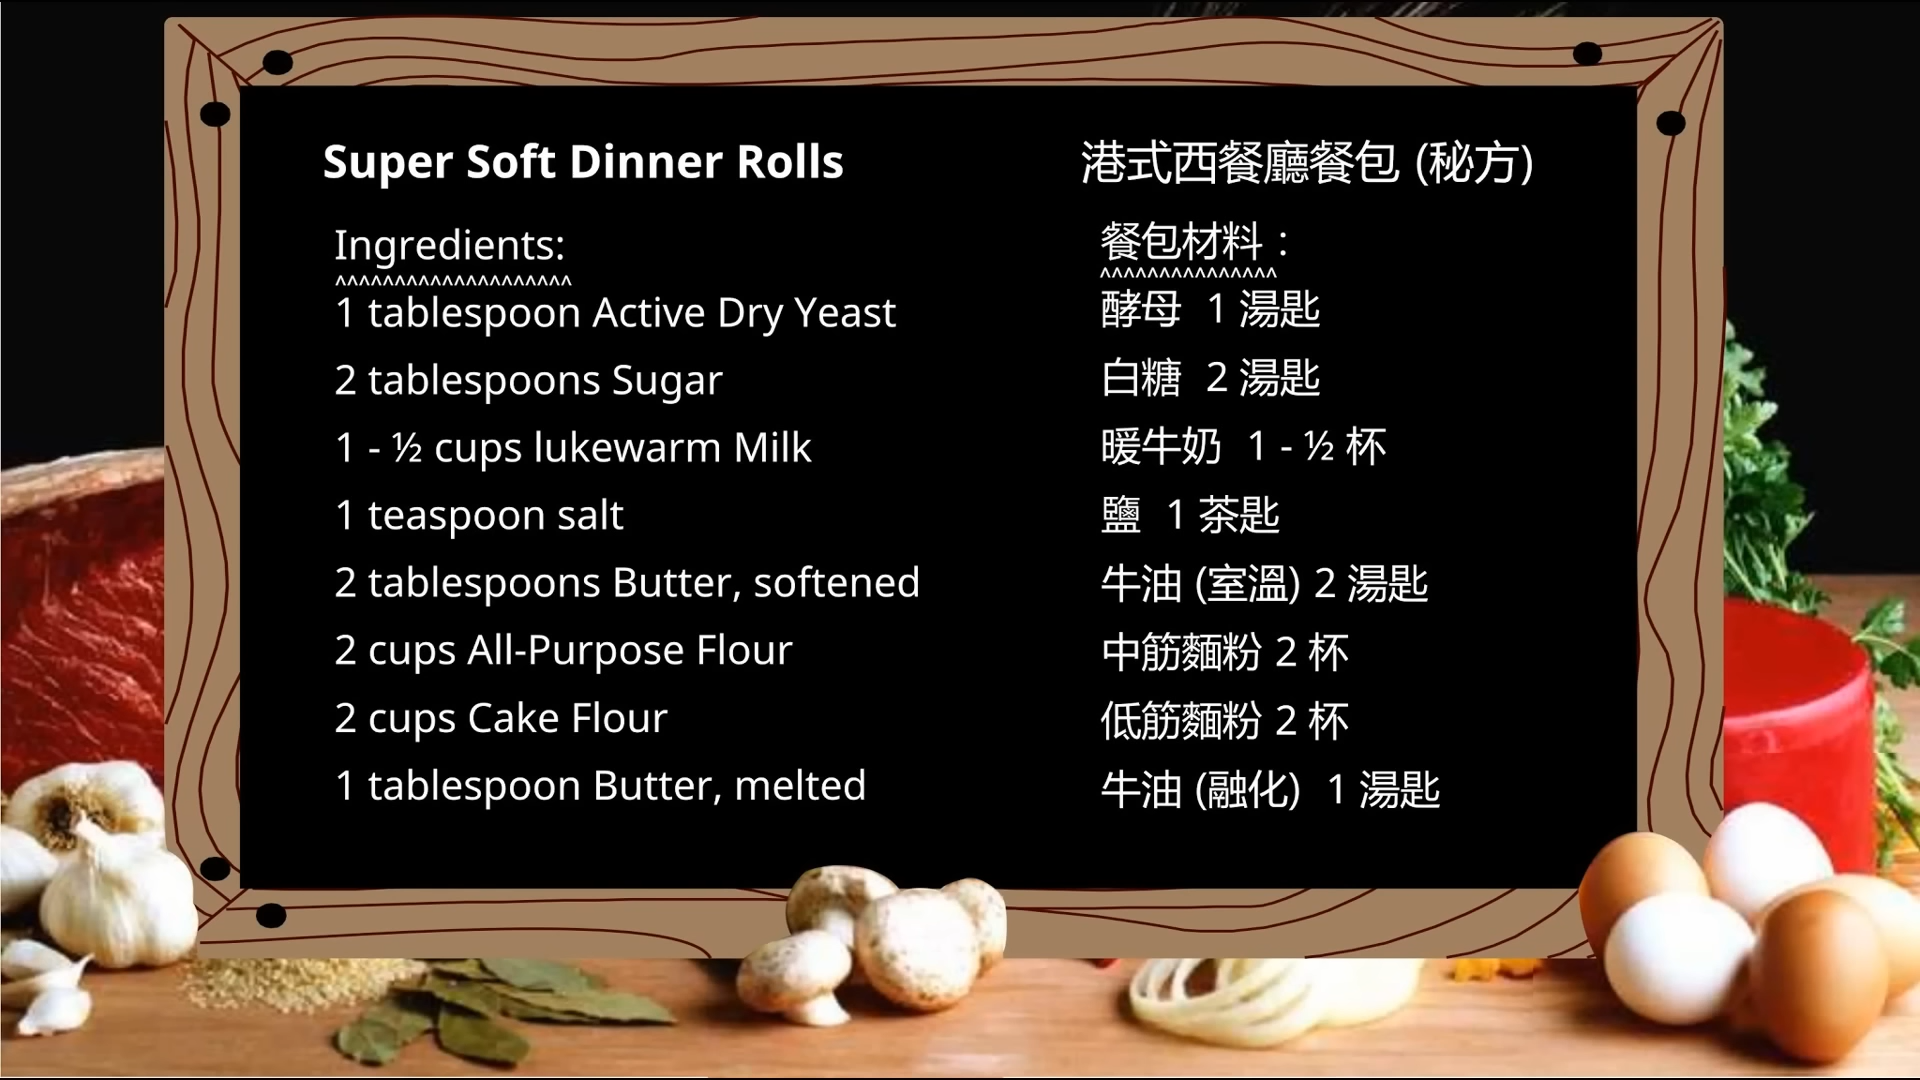 Super Soft Dinner Rolls
Ingredients:
^^^^^^^^^^^^^^^^^^^^
1 tablespoon Active Dry Yeast
2 tablespoons Sugar
1 - ½ cups lukewarm Milk
1 teaspoon salt
2 tablespoons Butter, softened
2 cups All-Purpose Flour
2 cups Cake Flour
1 tablespoon Butter, melted
港式西餐廳餐包 (秘方)
餐包材料：
^^^^^^^^^^^^^^^
酵母 1 湯匙
白糖 2 湯匙
暖牛奶 1 - ½ 杯
鹽 1 茶匙
牛油 (室溫) 2 湯匙
中筋麵粉 2 杯
低筋麵粉 2 杯
牛油 (融化) 1 湯匙